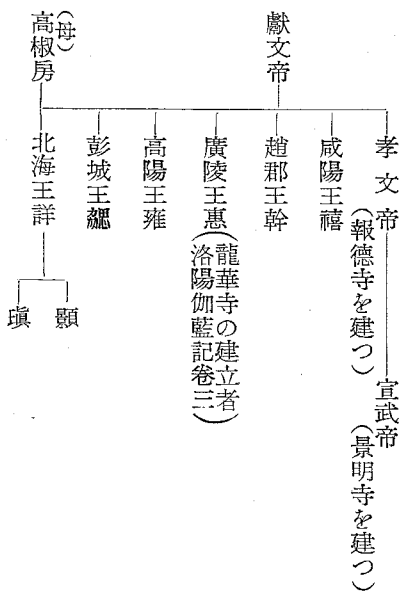 獻文帝
孝文帝
(報德寺を建つ)
宣武帝
(景明寺を建つ)
咸陽王禧
趙郡王幹
廣陵王惠
(龍華寺の建立者
洛陽伽藍記卷三)
高陽王雍
彭城王勰
(母)
高椒房
北海王詳
顥
瑱